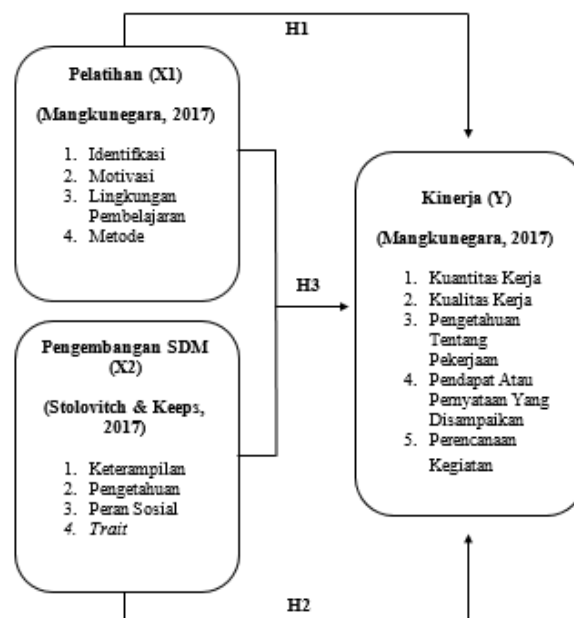 H1
Pelatihan (X1)
(Mangkunegara, 2017)
1. Identifkasi
2. Motivasi
3. Lingkungan
Pembelajaran
4. Metode
H3
Pengembangan SDM
(X2)
(Stolovitch & Keeps,
2017)
1. Keterampilan
2. Pengetahuan
3. Peran Sosial
4. Trait
Kinerja (Y)
(Mangkunegara, 2017)
1. Kuantitas Kerja
2. Kualitas Kerja
3. Pengetahuan
Tentang
Pekerjaan
4. Pendapat Atau
Pernyataan Yang
Disampaikan
5. Perencanaan
Kegiatan
H2